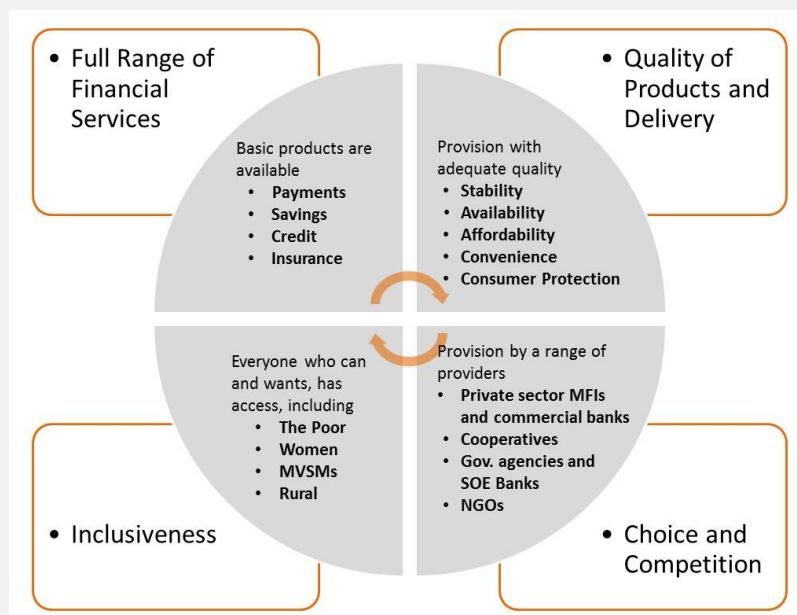 • Full Range of
Financial
Services
Basic products are
available
• Payments
• Savings
• Credit
• Insurance
• Quality of
Products and
Delivery
Provision with
adequate quality
• Stability
• Availability
• Affordability
• Convenience
• Consumer Protection
Everyone who can
and wants, has
access, including
• The Poor
• Women
• MVSMs
• Rural
• Inclusiveness
Provision by a range of
providers
• Private sector MFIs
and commercial banks
• Cooperatives
• Gov. agencies and
SOE Banks
• NGOs
• Choice and
Competition